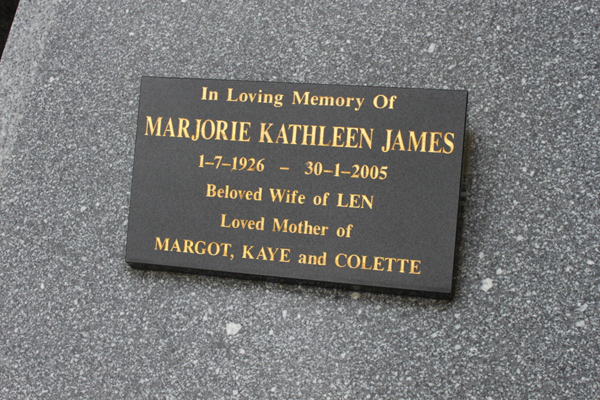 In Loving Memory Of
MARJORIE KATHLEEN JAMES
1-7-1926 - 30-1-2005
Beloved Wife of LEN
Loved Mother of
MARGOT, KAYE and COLETTE